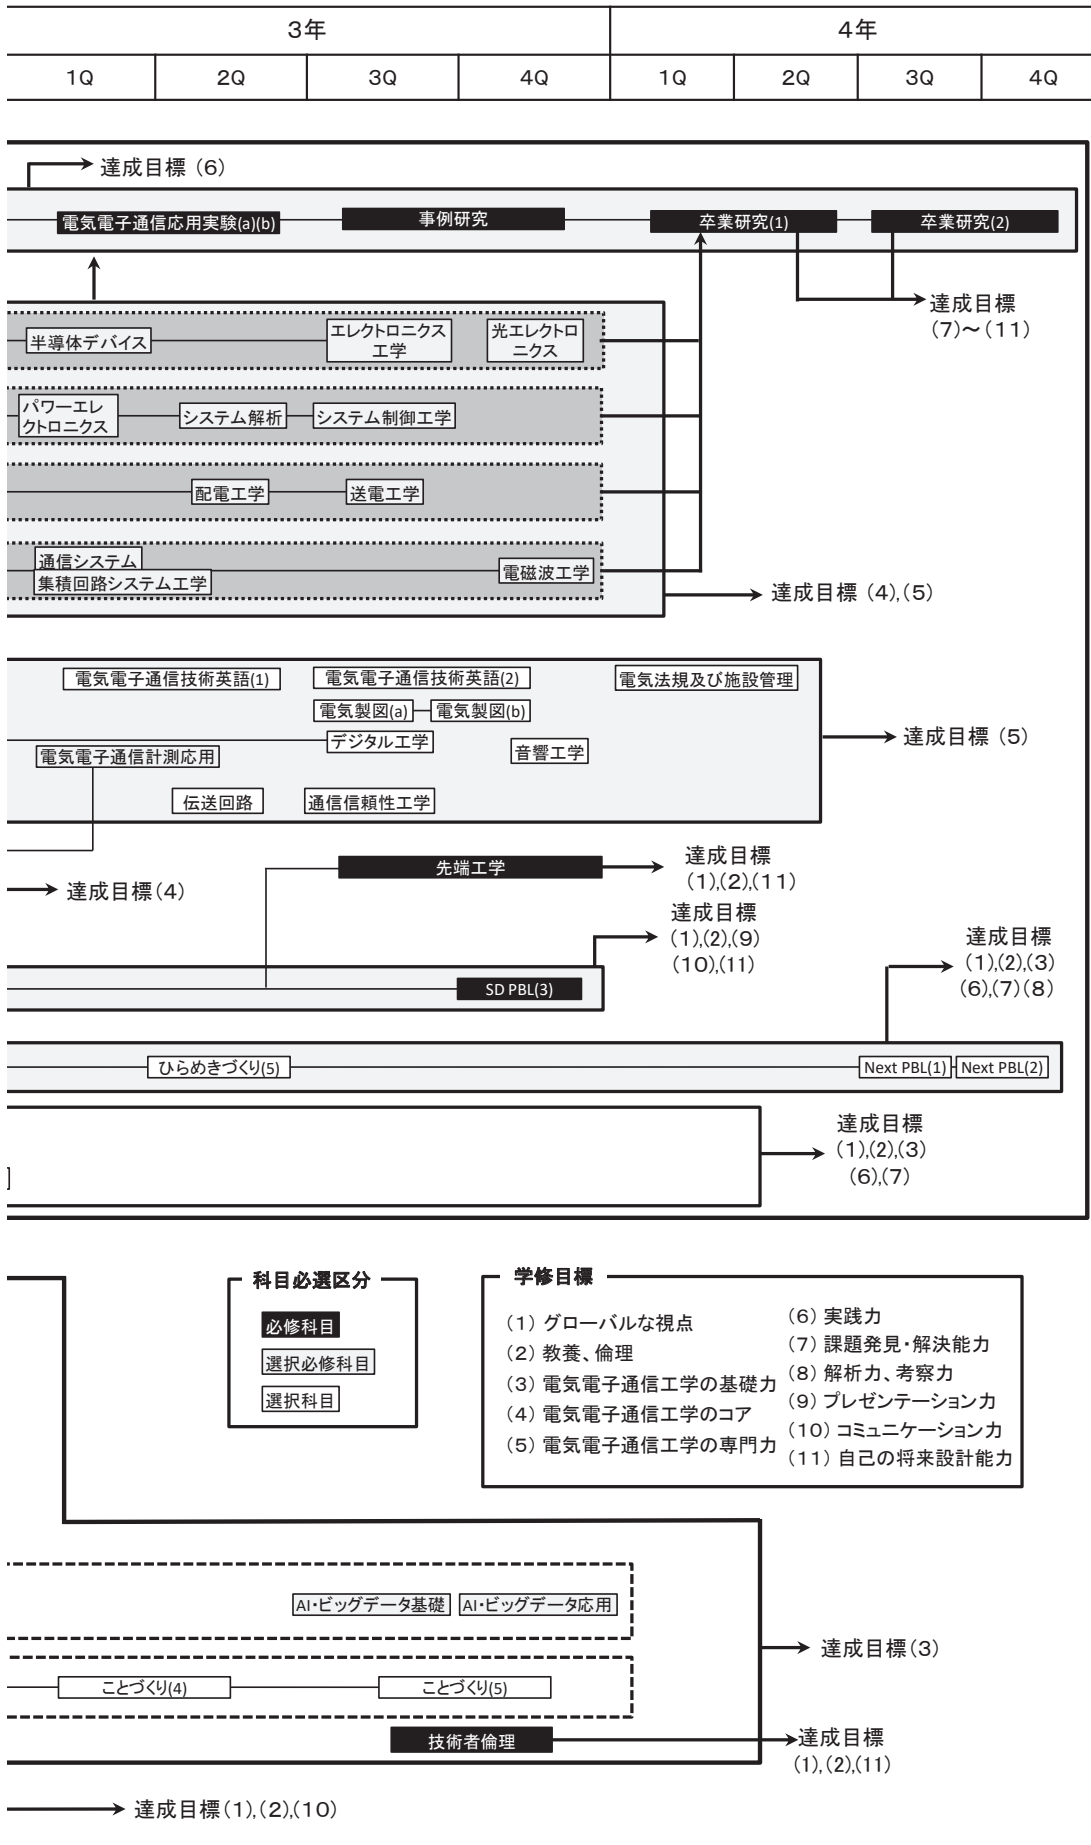 3年
4年
1Q
2Q
3Q
4Q
1Q
2Q
3Q
4Q
達成目標（6）
電気電子通信応用実験(a)(b)
事例研究
卒業研究(1)
卒業研究(2)
達成目標
（7）～（11）
半導体デバイス
エレクトロニクス
工学
光エレクトロ
ニクス
パワーエレ
クトロニクス
システム解析
システム制御工学
配電工学
送電工学
通信システム
集積回路システム工学
電磁波工学
達成目標（4）,（5）
電気電子通信技術英語(1)
電気電子通信技術英語(2)
電気法規及び施設管理
電気製図(a)
電気製図(b)
デジタル工学
電気電子通信計測応用
音響工学
達成目標（5）
伝送回路
通信信頼性工学
先端工学
達成目標
（1）,（2）,（11）
達成目標（4）
達成目標
（1）,（2）,（9）
（10）,（11）
SD PBL(3)
達成目標
（1）,（2）,（3）
（6）,（7）（8）
ひらめきづくり(5)
Next PBL(1)
Next PBL(2)
達成目標
（1）,（2）,（3）
（6）,（7）
科目必選区分
必修科目
選択必修科目
選択科目
学修目標
（1）グローバルな視点
（2）教養、倫理
（3）電気電子通信工学の基礎力
（4）電気電子通信工学のコア
（5）電気電子通信工学の専門力
（6）実践力
（7）課題発見・解決能力
（8）解析力、考察力
（9）プレゼンテーション力
（10）コミュニケーション力
（11）自己の将来設計能力
AI・ビッグデータ基礎
AI・ビッグデータ応用
達成目標（3）
ことづくり(4)
ことづくり(5)
技術者倫理
達成目標
（1）,（2）,（11）
達成目標（1）,（2）,（10）